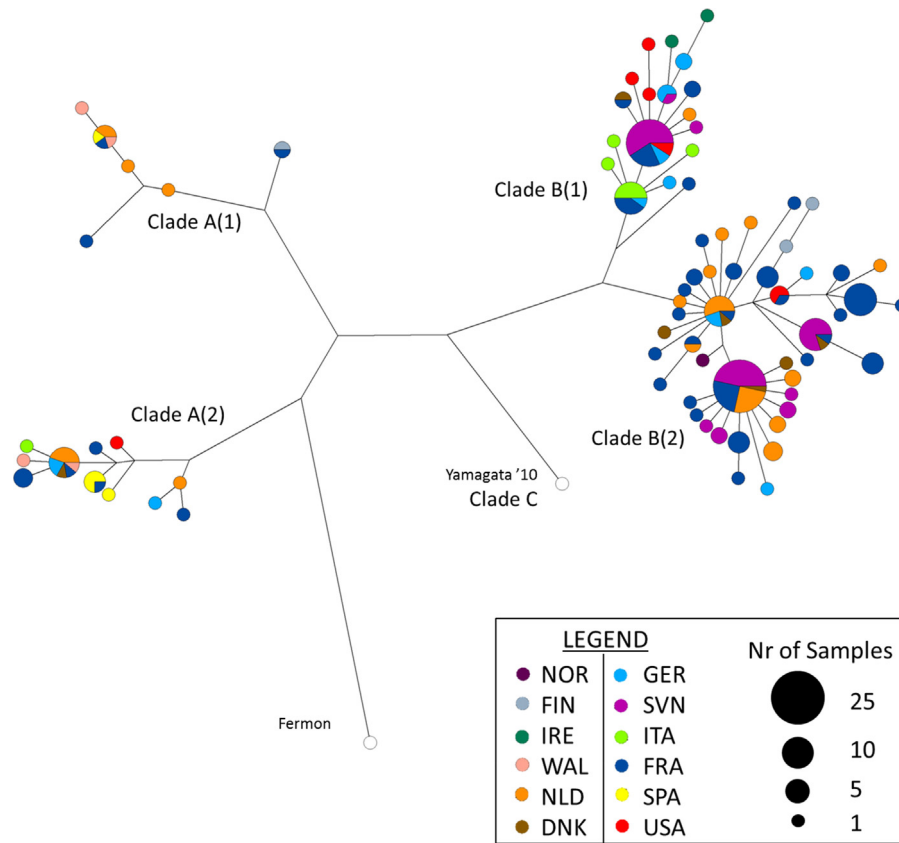 Clade B(1)
Clade A(1)
Clade A(2)
Clade B(2)
Yamagata ’10
Clade C
Fermon
LEGEND
NOR
FIN
IRE
WAL
NLD
DNK
GER
SVN
ITA
FRA
SPA
USA
Nr of Samples
25
10
5
1